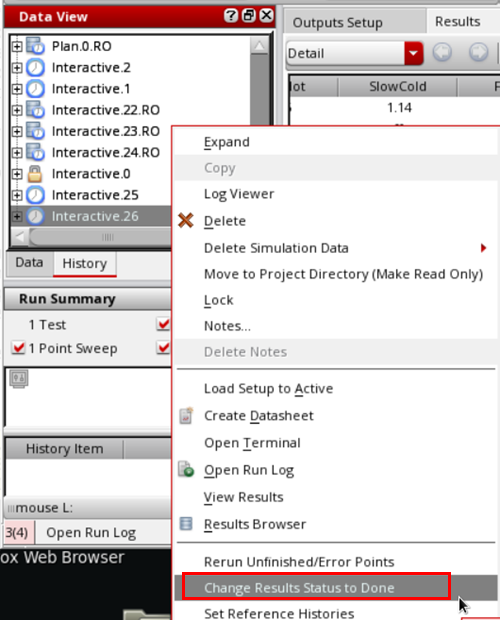 Data View
Outputs Setup
Results
Plan.0.RO
Interactive.2
Interactive.1
Interactive.22.RO
Interactive.23.RO
Interactive.24.RO
Interactive.0
Interactive.25
Interactive.26
Data
History
Detail
lot
SlowCold
F
1.14
Run Summary
1 Test
1 Point Sweep
History Item
mouse L:
3(4)
Open Run Log
ox Web Browser
Expand
Copy
Log Viewer
Delete
Delete Simulation Data
Move to Project Directory (Make Read Only)
Lock
Notes...
Delete Notes
Load Setup to Active
Create Datasheet
Open Terminal
Open Run Log
View Results
Results Browser
Rerun Unfinished/Error Points
Change Results Status to Done
Set Reference Histories